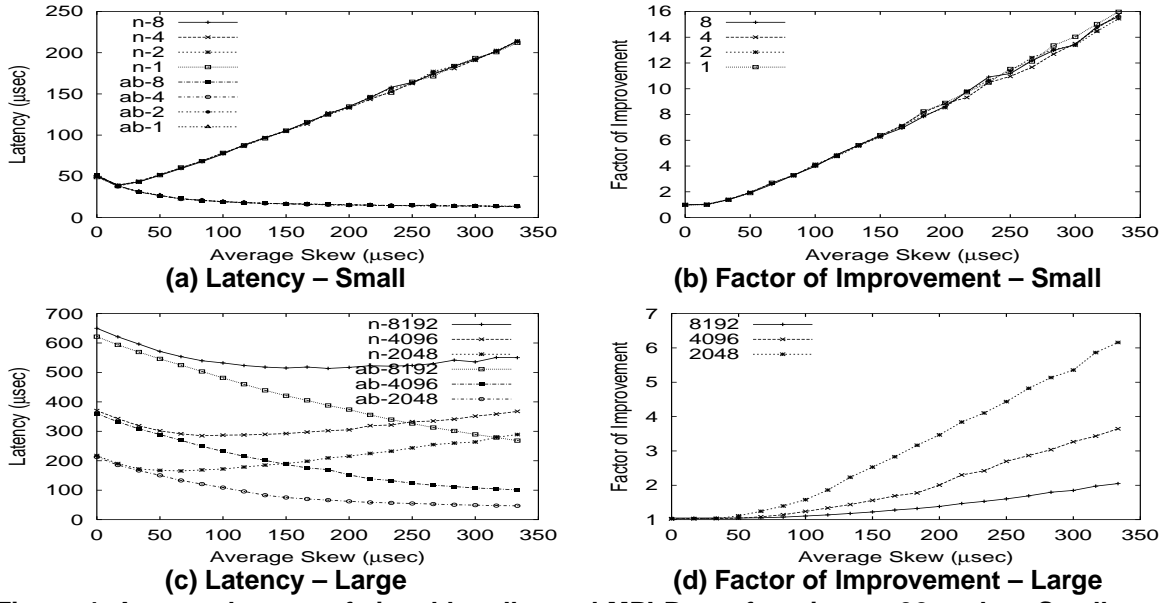 250
200
150
100
50
0
Latency (μsec)
n-8
n-4
n-2
n-1
ab-8
ab-4
ab-2
ab-1
0 50 100 150 200 250 300 350
Average Skew (μsec)
(a) Latency – Small
16
14
12
10
8
6
4
2
0
Factor of Improvement
8
4
2
1
0 50 100 150 200 250 300 350
Average Skew (μsec)
(b) Factor of Improvement – Small
700
600
500
400
300
200
100
0
Latency (μsec)
n-8192
n-4096
n-2048
ab-8192
ab-4096
ab-2048
0 50 100 150 200 250 300 350
Average Skew (μsec)
(c) Latency – Large
7
6
5
4
3
2
1
Factor of Improvement
8192
4096
2048
0 50 100 150 200 250 300 350
Average Skew (μsec)
(d) Factor of Improvement – Large